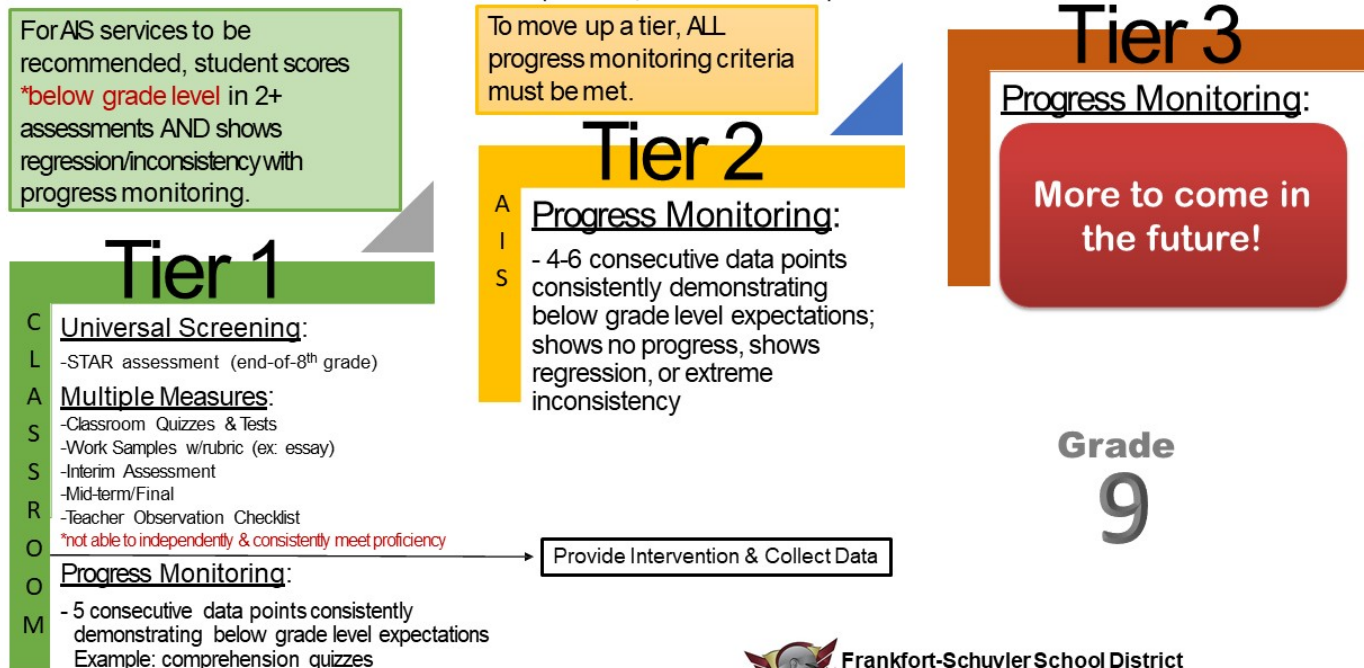 For AIS services to be
recommended, student scores
*below grade level in 2+
assessments AND shows
regression/inconsistency with
progress monitoring.
Tier 1
CLASSROOM
Universal Screening:
-STAR assessment (end-of-8th grade)
Multiple Measures:
-Classroom Quizzes & Tests
-Work Samples w/rubric (ex: essay)
-Interim Assessment
-Mid-term/Final
-Teacher Observation Checklist
*not able to independently & consistently meet proficiency
Progress Monitoring:
- 5 consecutive data points consistently
demonstrating below grade level expectations
Example: comprehension quizzes
Provide Intervention & Collect Data
To move up a tier, ALL
progress monitoring criteria
must be met.
Tier 2
AIS
Progress Monitoring:
- 4-6 consecutive data points
consistently demonstrating
below grade level expectations;
shows no progress, shows
regression, or extreme
inconsistency
Tier 3
Progress Monitoring:
More to come in
the future!
Grade
9
Frankfort-Schuyler School District